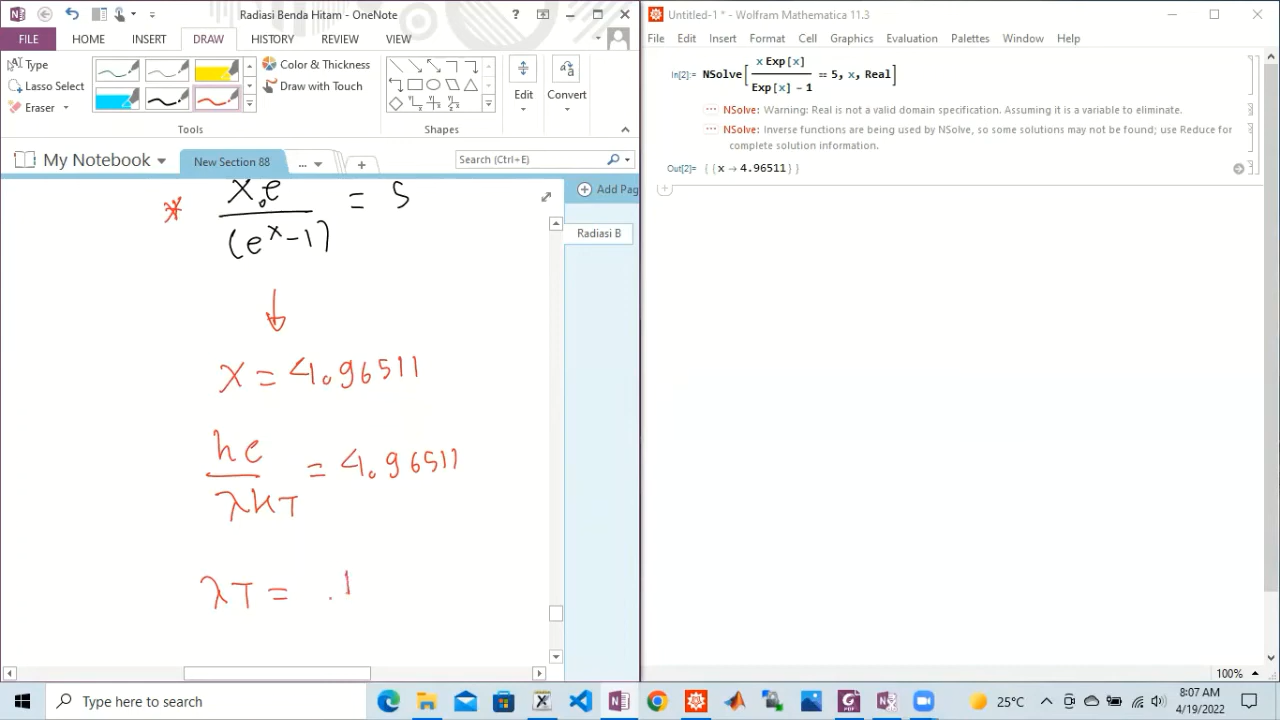 Radiasi Benda Hitam - OneNote
FILE HOME INSERT DRAW HISTORY REVIEW VIEW
Type
Lasso Select
Eraser
Color & Thickness
Draw with Touch
Edit
Convert
Tools
Shapes
My Notebook
New Section 88
...
Search (Ctrl+E)
Add Pag
Radiasi B
* x.e / (e^x-1) = 5
↓
x = 4.96511
hc / λkT = 4.96511
λT =
Untitled-1 * - Wolfram Mathematica 11.3
File Edit Insert Format Cell Graphics Evaluation Palettes Window Help
In[2]:= NSolve[ x Exp[x] / Exp[x] - 1 == 5, x, Real]
... NSolve: Warning: Real is not a valid domain specification. Assuming it is a variable to eliminate.
... NSolve: Inverse functions are being used by NSolve, so some solutions may not be found; use Reduce for
complete solution information.
Out[2]= {{x → 4.96511}}
100%
Type here to search
25°C
8:07 AM
4/19/2022